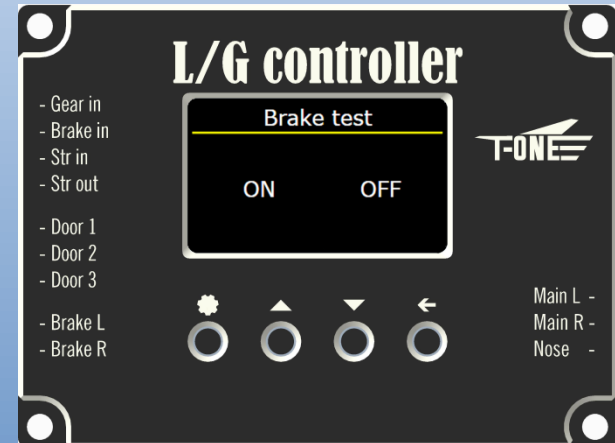 L/G controller
- Gear in
- Brake in
- Str in
- Str out
- Door 1
- Door 2
- Door 3
- Brake L
- Brake R
Brake test
ON OFF
T-ONE
Main L -
Main R -
Nose -